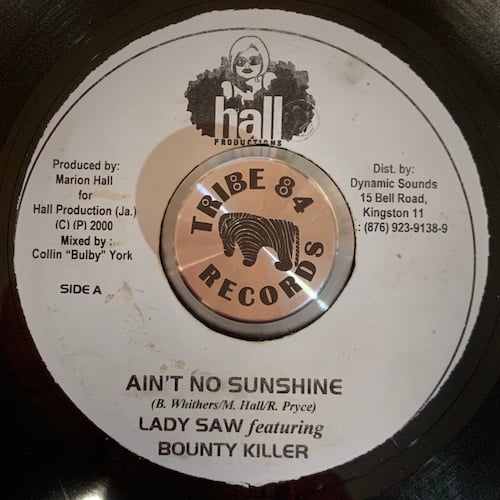 hall
PRODUCTIONS
Produced by:
Marion Hall
for
Hall Production (Ja.)
(C) (P) 2000
Mixed by :
Collin "Bulby" York
SIDE A
Dist. by:
Dynamic Sounds
15 Bell Road,
Kingston 11
.: (876) 923-9138-9
TRIBE 84
RECORDS
AIN'T NO SUNSHINE
(B. Whithers/M. Hall/R. Pryce)
LADY SAW featuring
BOUNTY KILLER